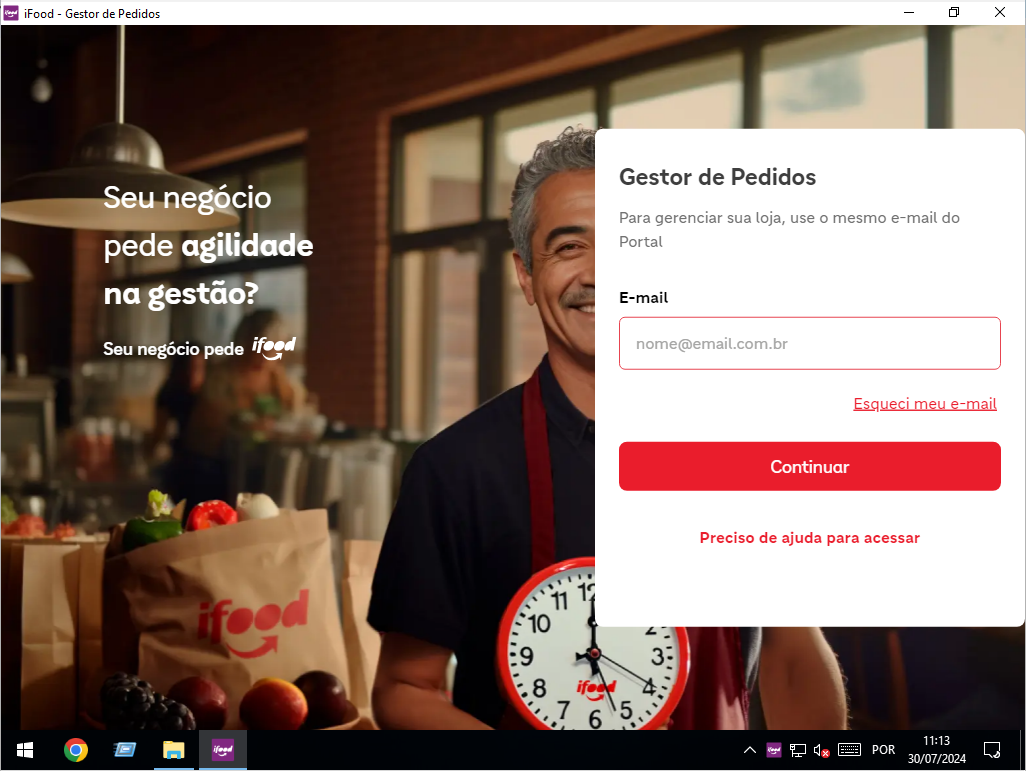 ifood iFood - Gestor de Pedidos
Seu negócio
pede agilidade
na gestão?
Seu negócio pede ifood
Gestor de Pedidos
Para gerenciar sua loja, use o mesmo e-mail do
Portal
E-mail
nome@email.com.br
Esqueci meu e-mail
Continuar
Preciso de ajuda para acessar
ifood
12
11
10
9
8
7
6
5
4
3
2
ifood
ifood
ifood
POR
11:13
30/07/2024